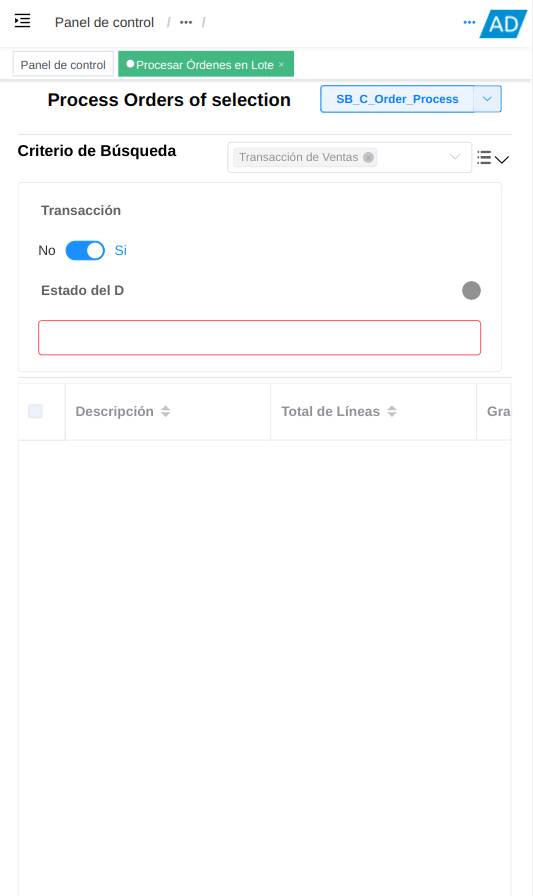 Panel de control / ••• /
••• AD
Panel de control
Procesar Órdenes en Lote ×
Process Orders of selection
SB_C_Order_Process
Criterio de Búsqueda
Transacción de Ventas
Transacción
No
Si
Estado del D
Descripción
Total de Líneas
Gra